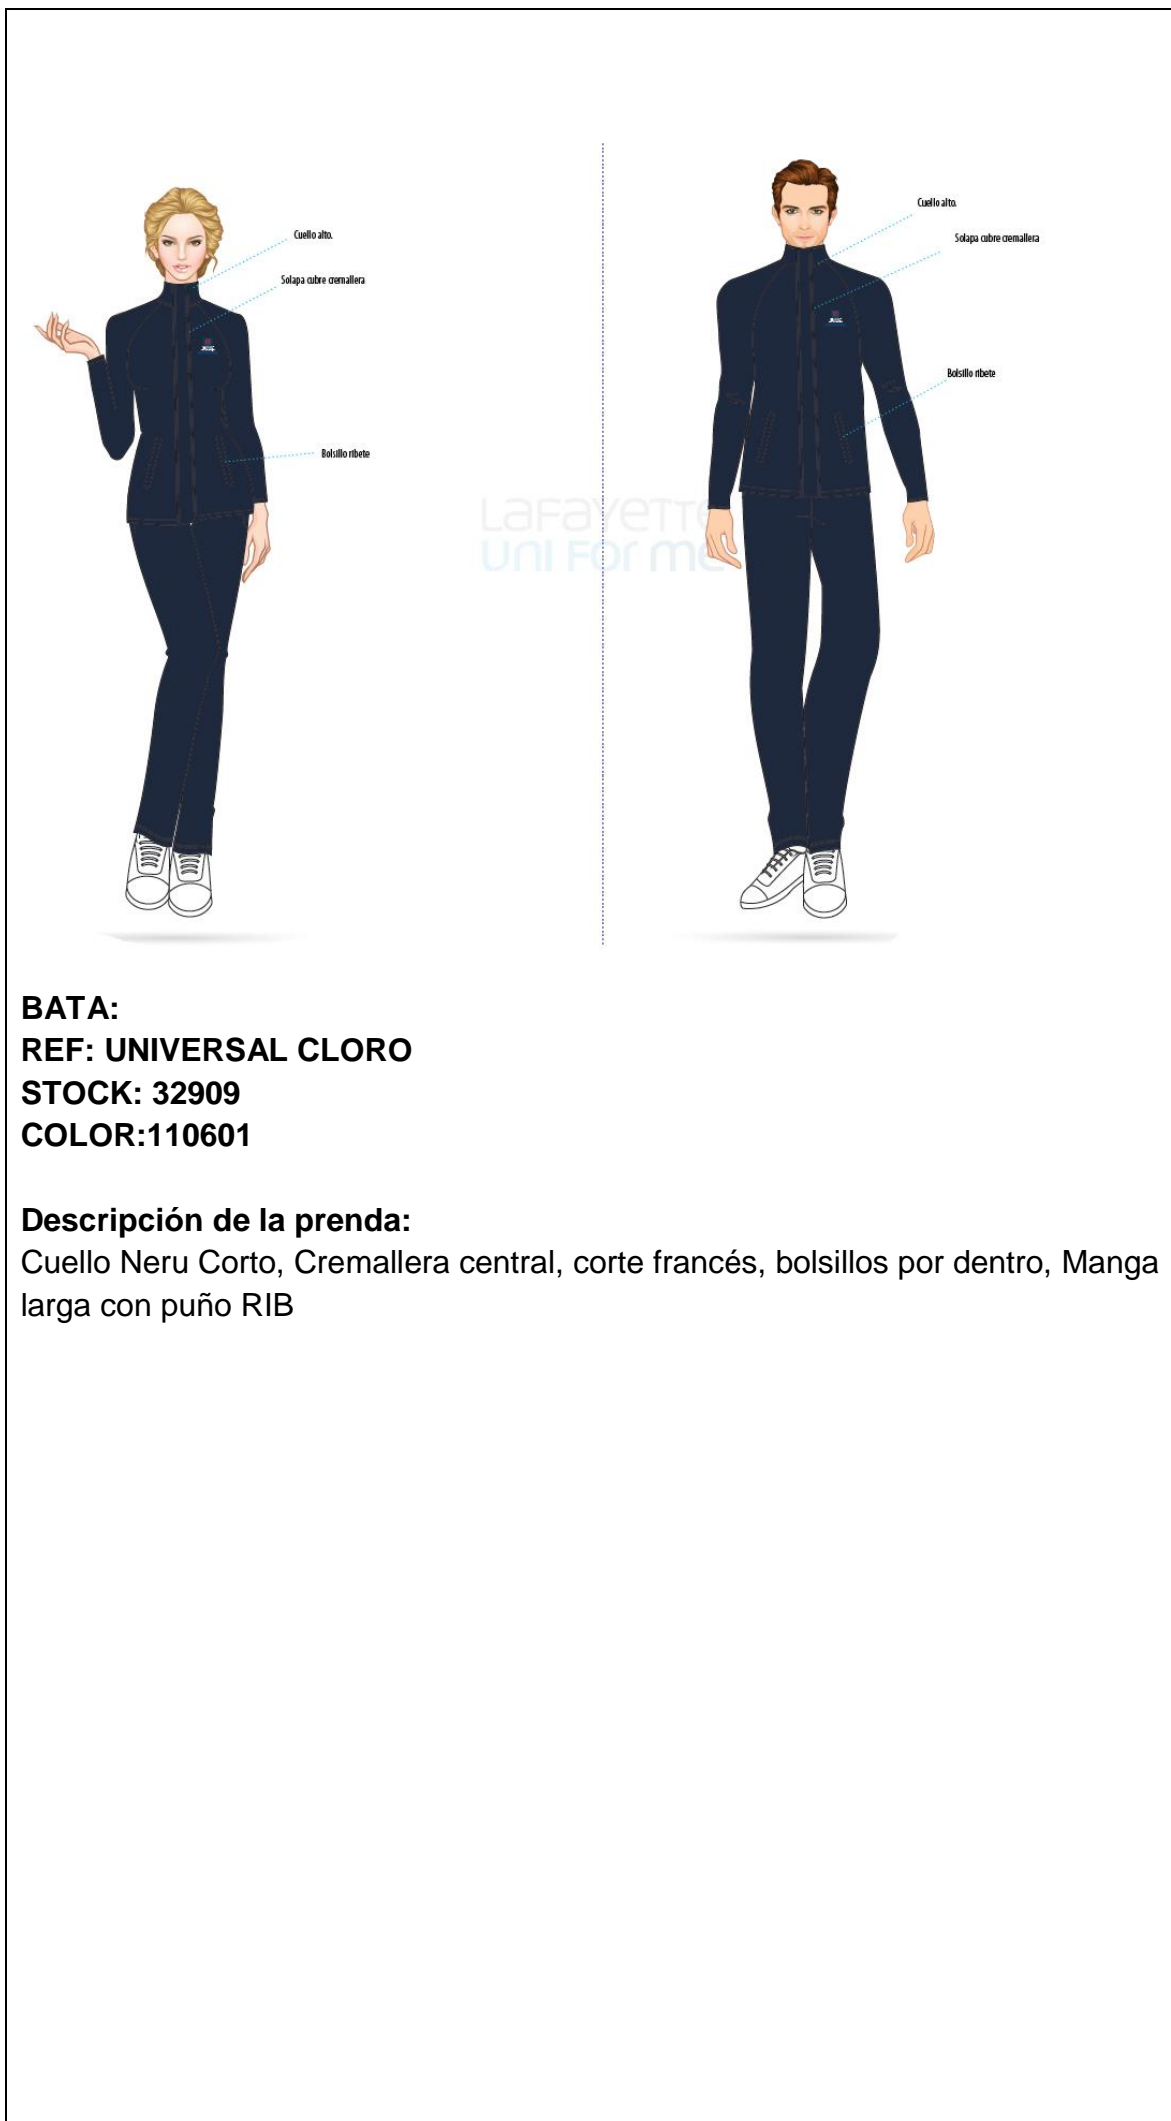 Cuello alto.
Solapa cubre cremallera
Bolsillo ribete
Cuello alto.
Solapa cubre cremallera
Bolsillo ribete
Lafayette
UNI FOR ME
BATA:
REF: UNIVERSAL CLORO
STOCK: 32909
COLOR:110601
Descripción de la prenda:
Cuello Neru Corto, Cremallera central, corte francés, bolsillos por dentro, Manga
larga con puño RIB